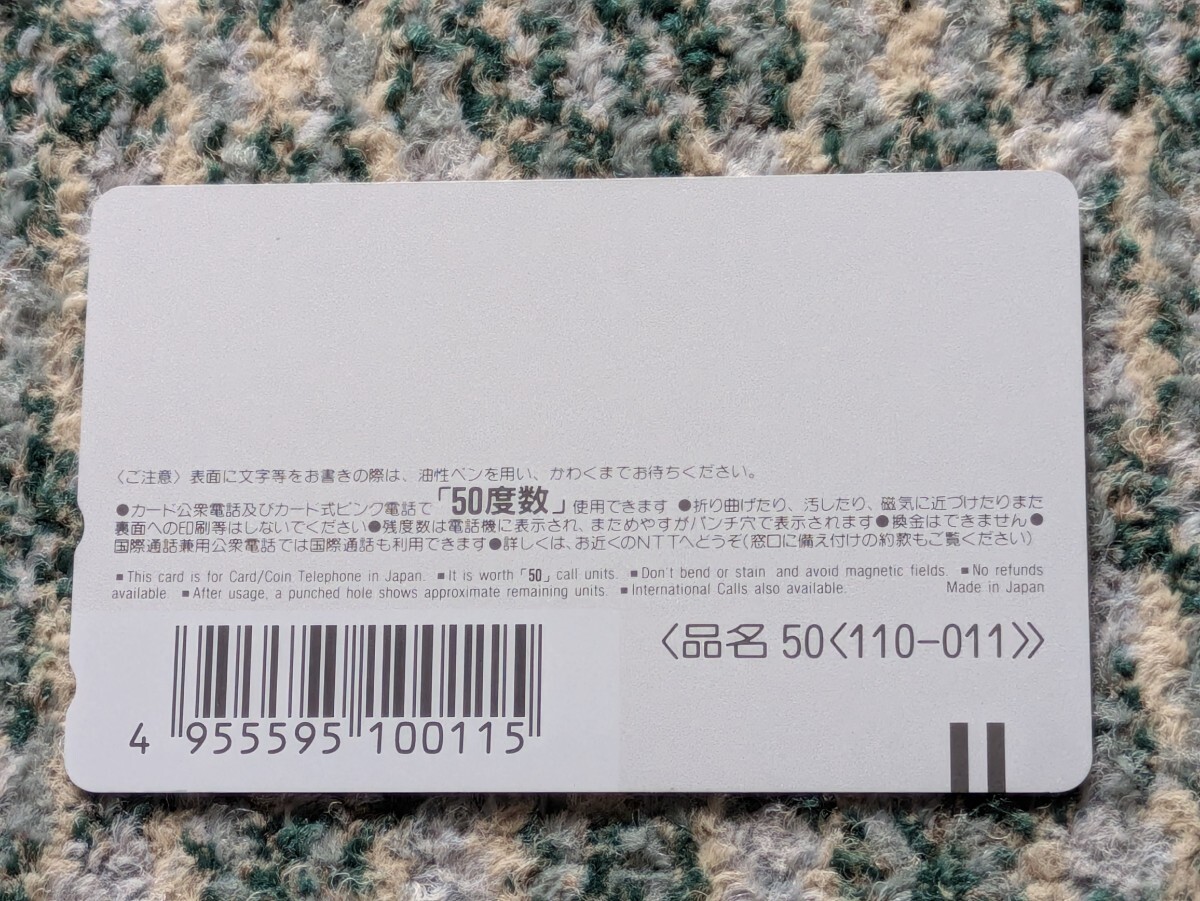 〈ご注意〉表面に文字等をお書きの際は、油性ペンを用い、かわくまでお待ちください。
●カード公衆電話及びカード式ピンク電話で「50度数」使用できます ●折り曲げたり、汚したり、磁気に近づけたりまた
裏面への印刷等はしないでください●残度数は電話機に表示され、まためやすがパンチ穴で表示されます●換金はできません●
国際通話兼用公衆電話では国際通話も利用できます●詳しくは、お近くのNTTへどうぞ(窓口に備え付けの約款もご覧ください)
■This card is for Card/Coin Telephone in Japan. ■It is worth「50」call units. ■Don't bend or stain and avoid magnetic fields. ■No refunds
available ■After usage, a punched hole shows approximate remaining units. ■International Calls also available. Made in Japan
〈品名 50〈110-011〉〉
4 955595 100115